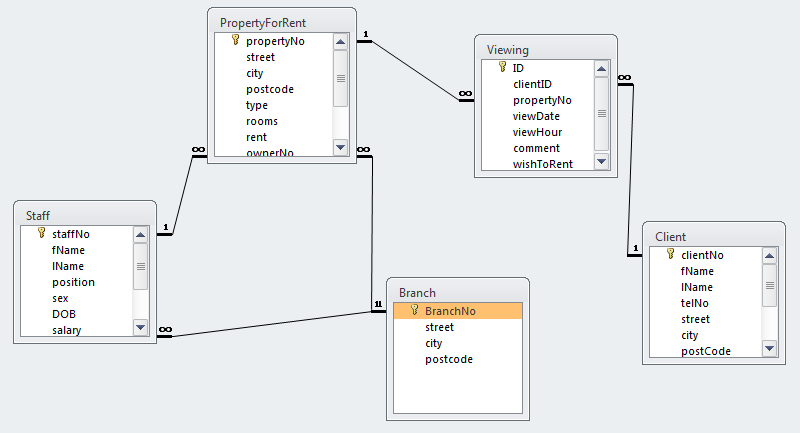 PropertyForRent
propertyNo
street
city
postcode
type
rooms
rent
ownerNo
Viewing
ID
clientID
propertyNo
viewDate
viewHour
comment
wishToRent
Staff
staffNo
fName
lName
position
sex
DOB
salary
Branch
BranchNo
street
city
postcode
Client
clientNo
fName
lName
telNo
street
city
postCode
1
∞
∞
1
∞
∞
1
11
∞
1